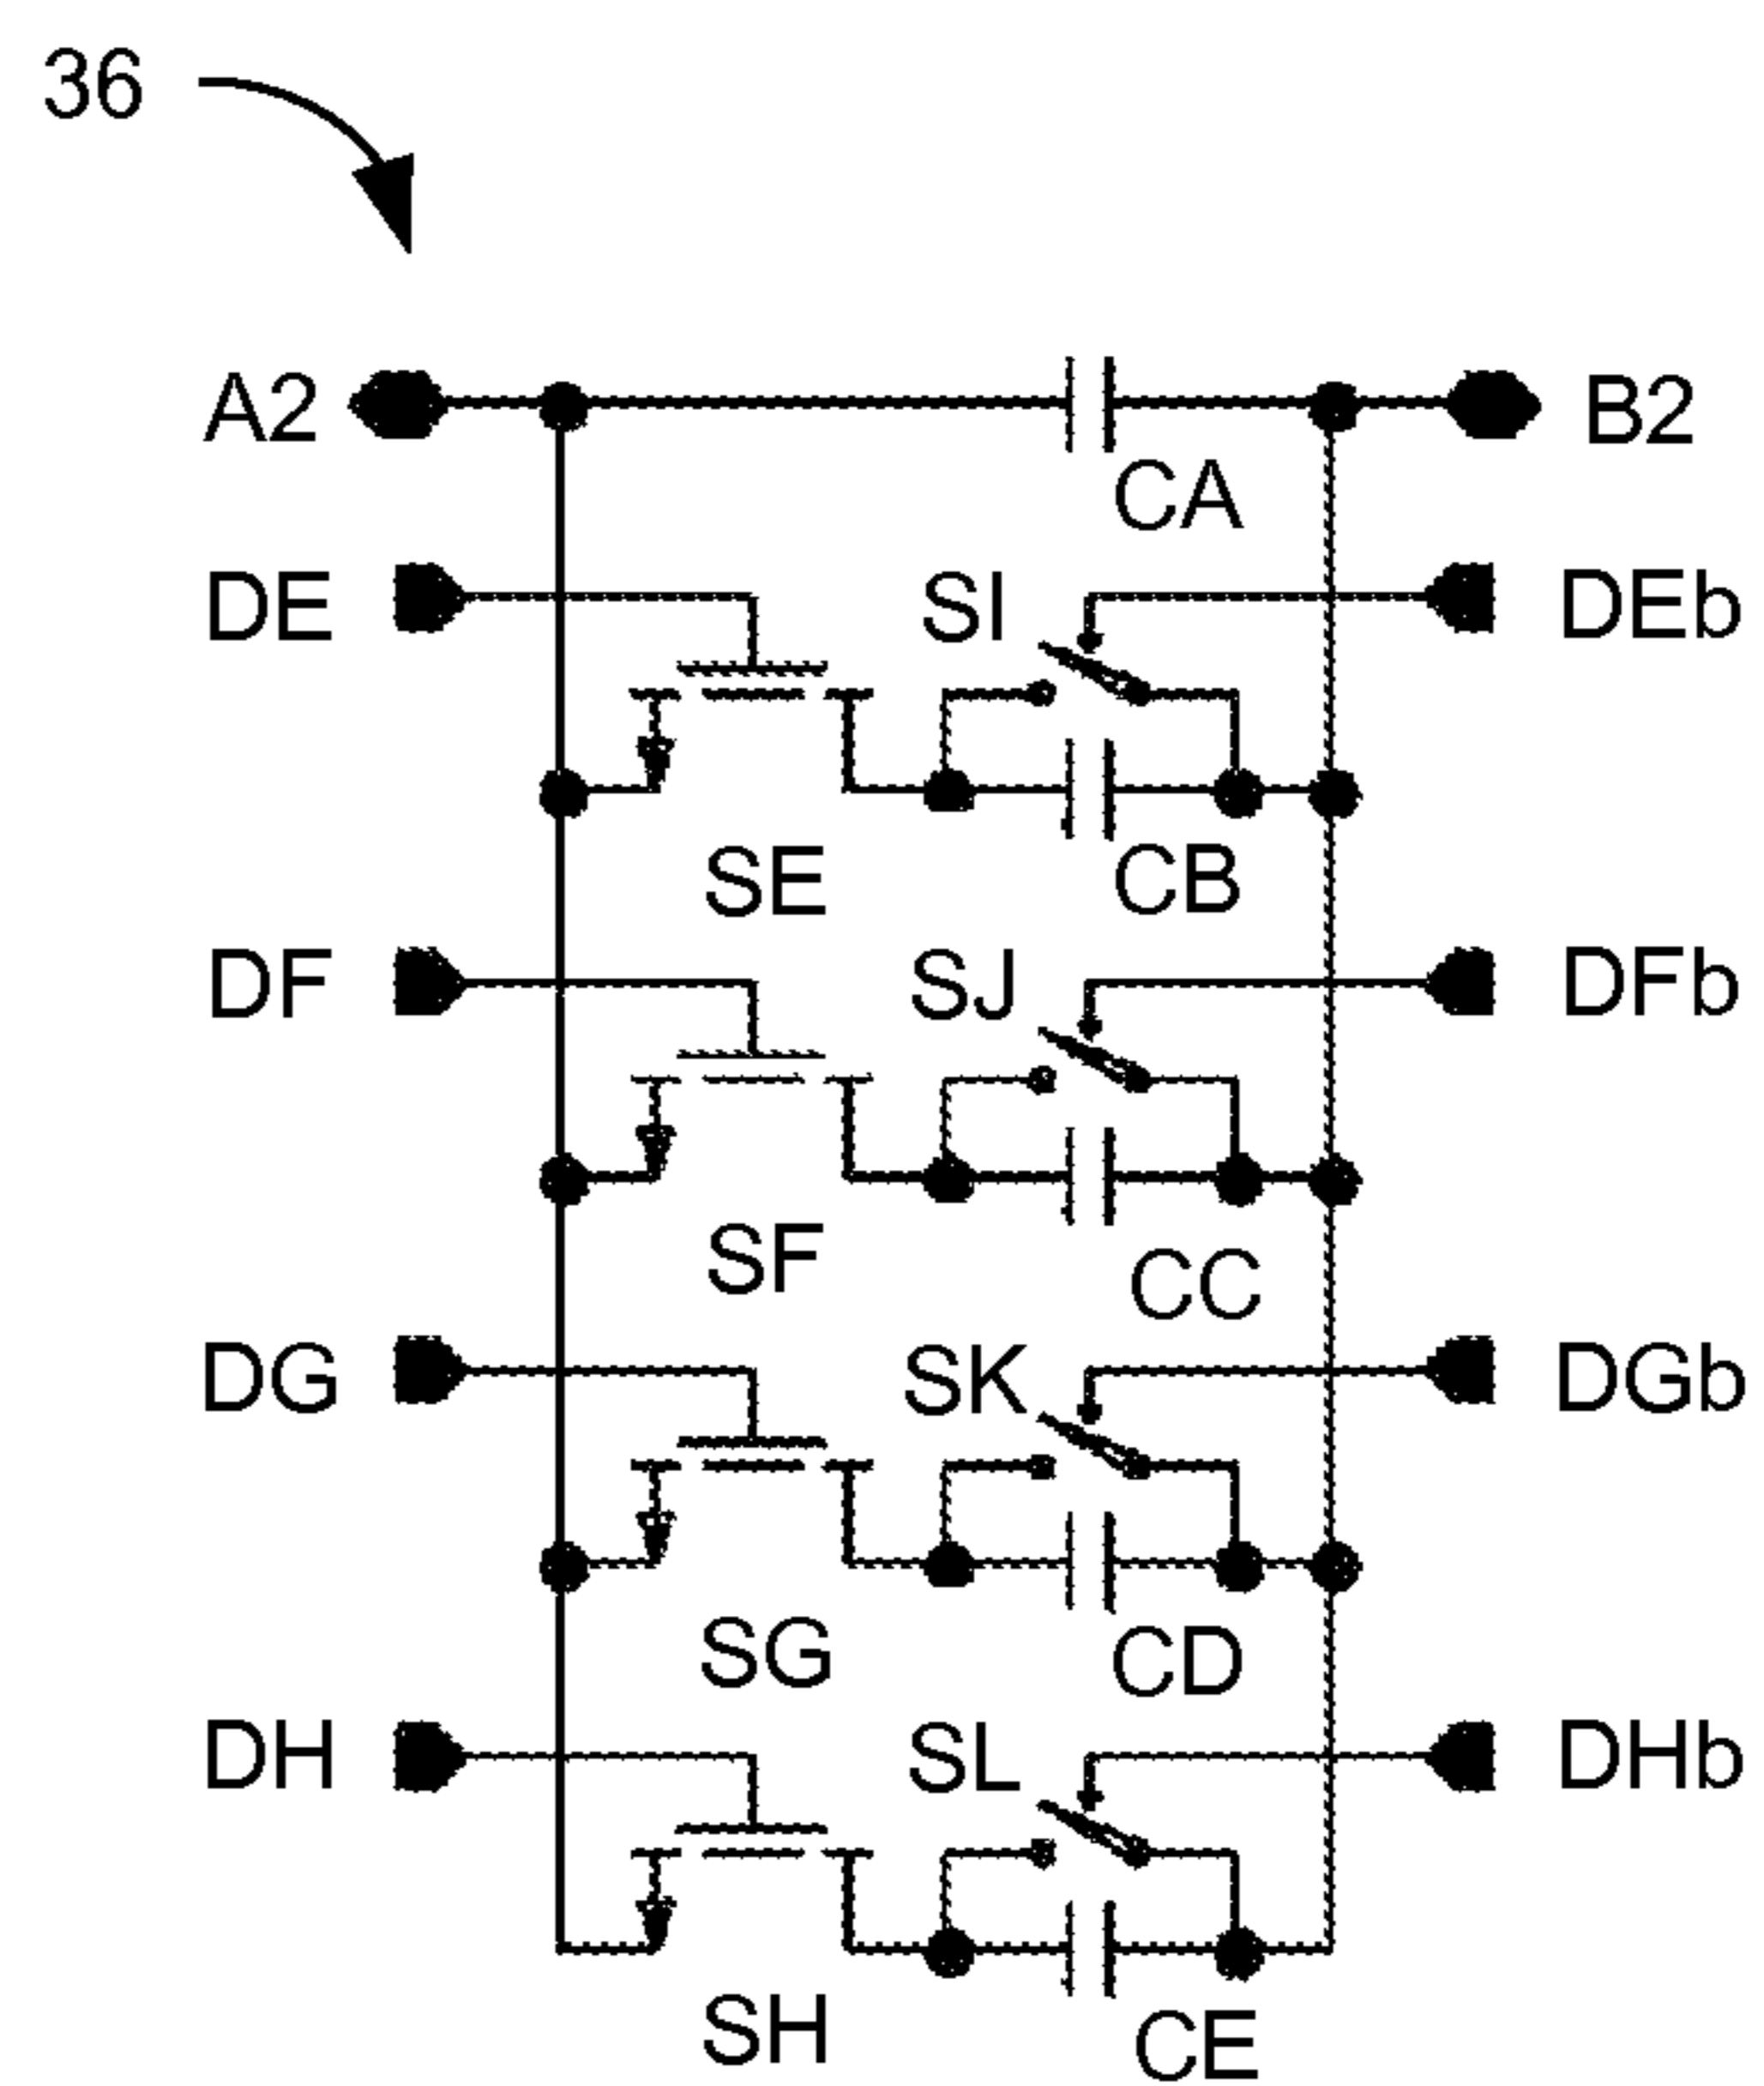 36
A2 B2
CA
DE SI DEb
SE CB
DF SJ DFb
SF CC
DG SK DGb
SG CD
DH SL DHb
SH CE